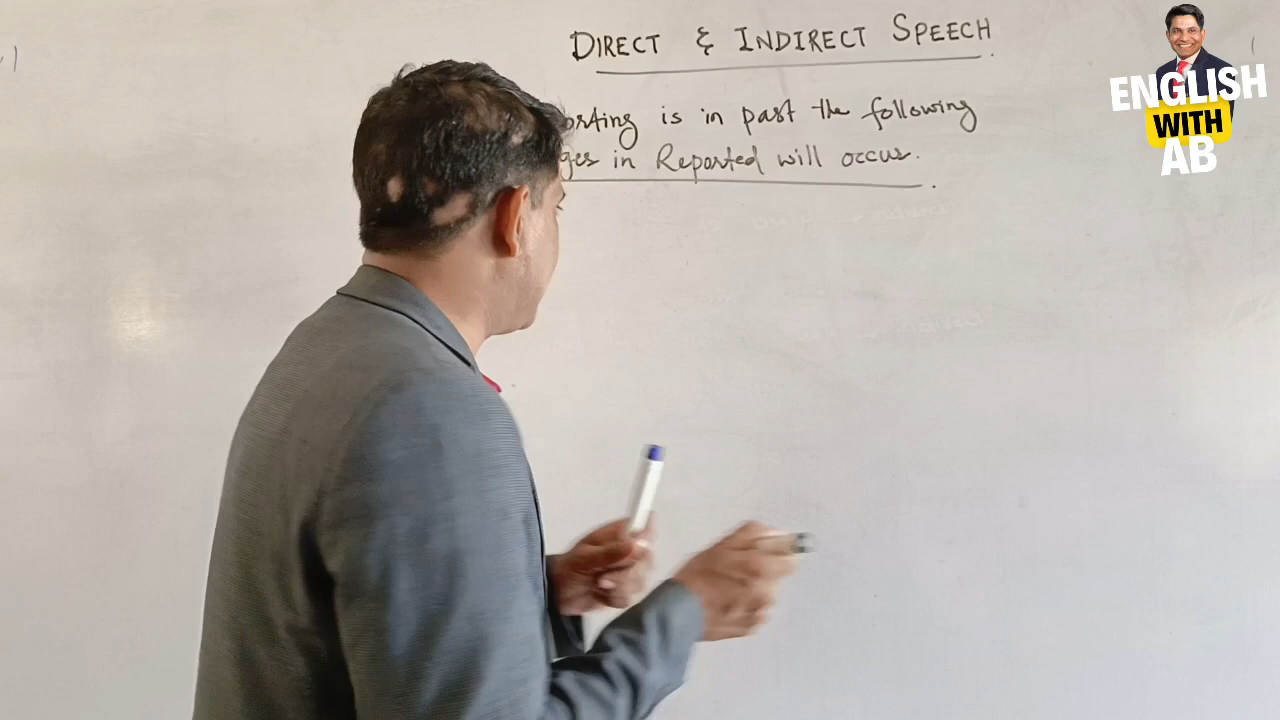 DIRECT & INDIRECT SPEECH
orting is in past the following
ges in Reported will occur.
ENGLISH
WITH
AB